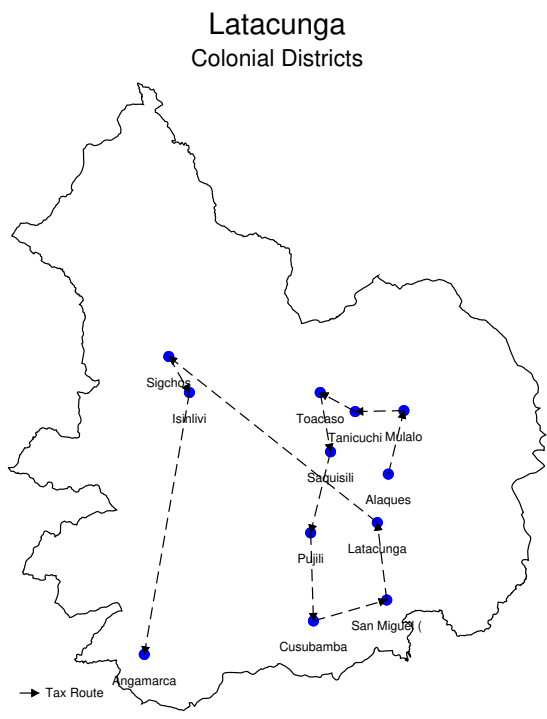 Latacunga
Colonial Districts
Sigchos
Isinlivi
Toacaso
Tanicuchi
Mulalo
Saquisili
Alaques
Latacunga
Pujili
San Miguel (
Cusubamba
Angamarca
Tax Route